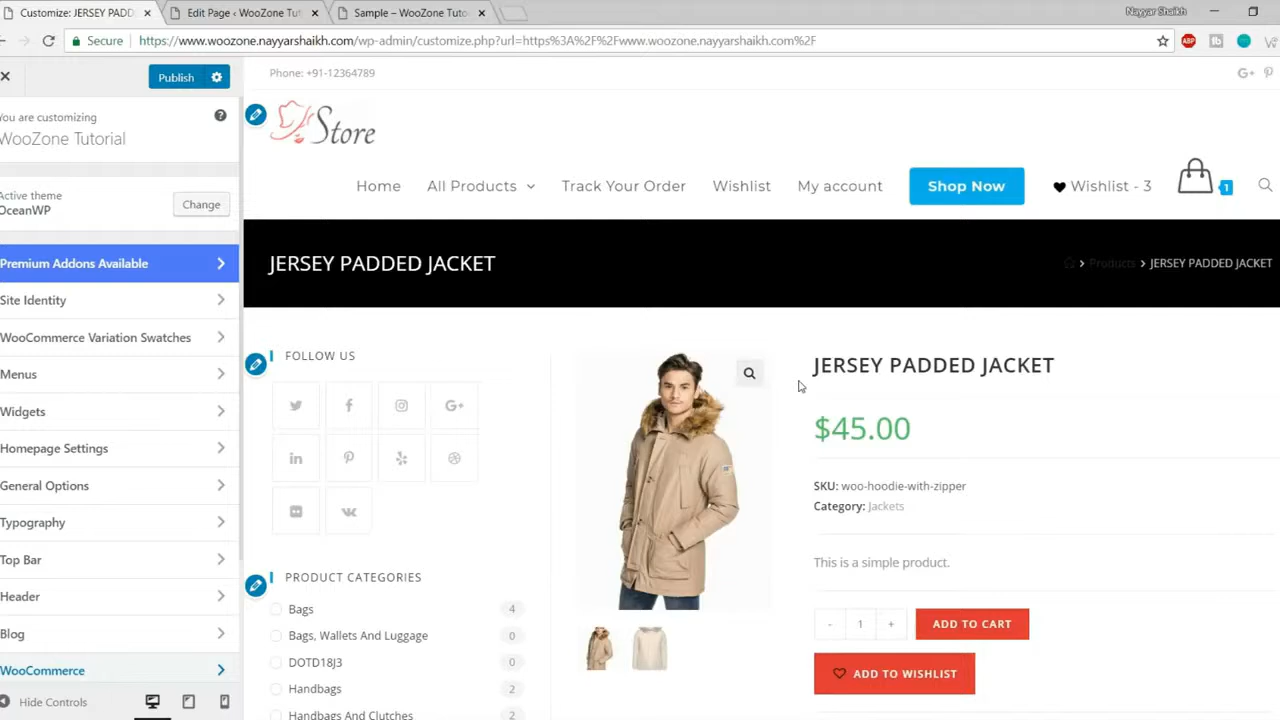 Customize: JERSEY PADD
Edit Page ‹ WooZone Tut
Sample – WooZone Tuto
Nayyar Shaikh
Secure
https://www.woozone.nayyarshaikh.com/wp-admin/customize.php?url=https%3A%2F%2Fwww.woozone.nayyarshaikh.com%2F
ABP
Publish
You are customizing
WooZone Tutorial
Active theme
OceanWP
Change
Premium Addons Available
Site Identity
WooCommerce Variation Swatches
Menus
Widgets
Homepage Settings
General Options
Typography
Top Bar
Header
Blog
WooCommerce
Hide Controls
Phone: +91-12364789
G+
Store
Home
All Products
Track Your Order
Wishlist
My account
Shop Now
Wishlist - 3
1
JERSEY PADDED JACKET
Products
JERSEY PADDED JACKET
FOLLOW US
G+
in
PRODUCT CATEGORIES
Bags
4
Bags, Wallets And Luggage
0
DOTD18J3
0
Handbags
2
Handbags And Clutches
2
JERSEY PADDED JACKET
$45.00
SKU: woo-hoodie-with-zipper
Category: Jackets
This is a simple product.
- 1 +
ADD TO CART
ADD TO WISHLIST